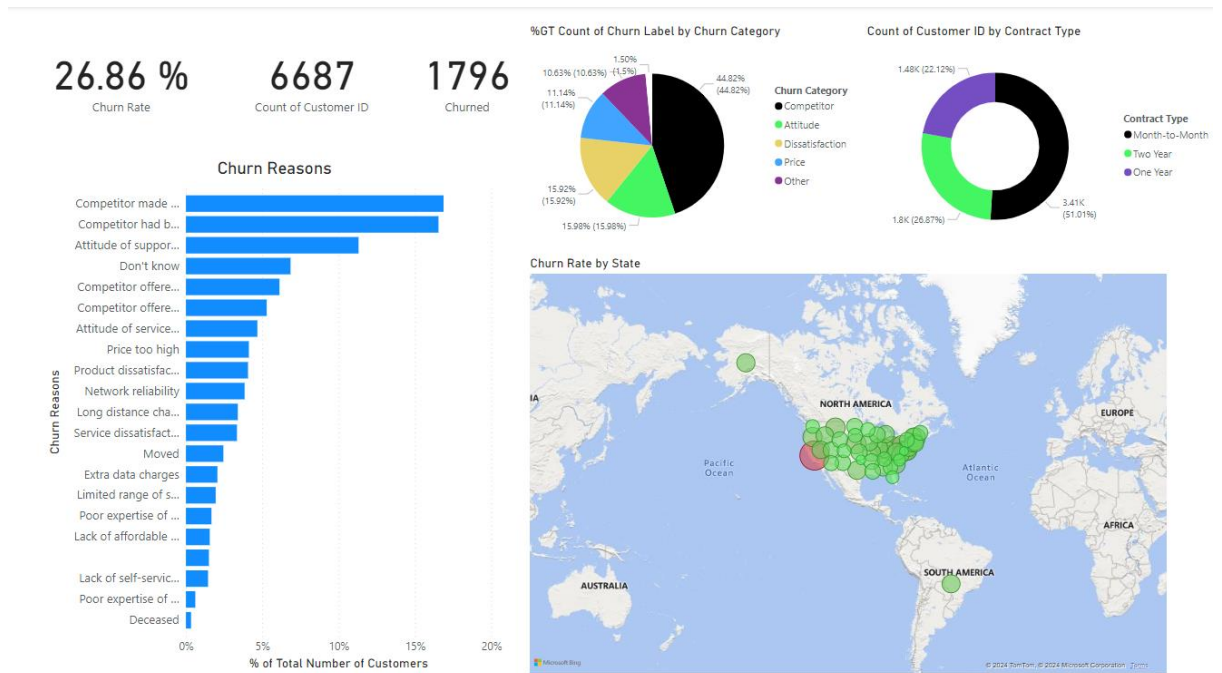 26.86 %
Churn Rate
6687
Count of Customer ID
1796
Churned
%GT Count of Churn Label by Churn Category
1.50%
(1.5%)
10.63% (10.63%)
11.14%
(11.14%)
15.92%
(15.92%)
15.98% (15.98%)
44.82%
(44.82%)
Churn Category
Competitor
Attitude
Dissatisfaction
Price
Other
Count of Customer ID by Contract Type
1.48K (22.12%)
1.8K (26.87%)
3.41K
(51.01%)
Contract Type
Month-to-Month
Two Year
One Year
Churn Reasons
Churn Reasons
Competitor made ...
Competitor had b...
Attitude of suppor...
Don't know
Competitor offere...
Competitor offere...
Attitude of service...
Price too high
Product dissatisfac...
Network reliability
Long distance cha...
Service dissatisfact...
Moved
Extra data charges
Limited range of s...
Poor expertise of ...
Lack of affordable ...
Lack of self-servic...
Poor expertise of ...
Deceased
0%
5%
10%
15%
20%
% of Total Number of Customers
Churn Rate by State
IA
NORTH AMERICA
EUROPE
Pacific
Ocean
Atlantic
Ocean
AFRICA
SOUTH AMERICA
AUSTRALIA
Microsoft Bing
© 2024 TomTom, © 2024 Microsoft Corporation Terms